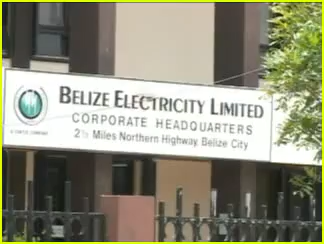 BELIZE ELECTRICITY LIMITED
CORPORATE HEADQUARTERS
2½ Miles Northern Highway, Belize City